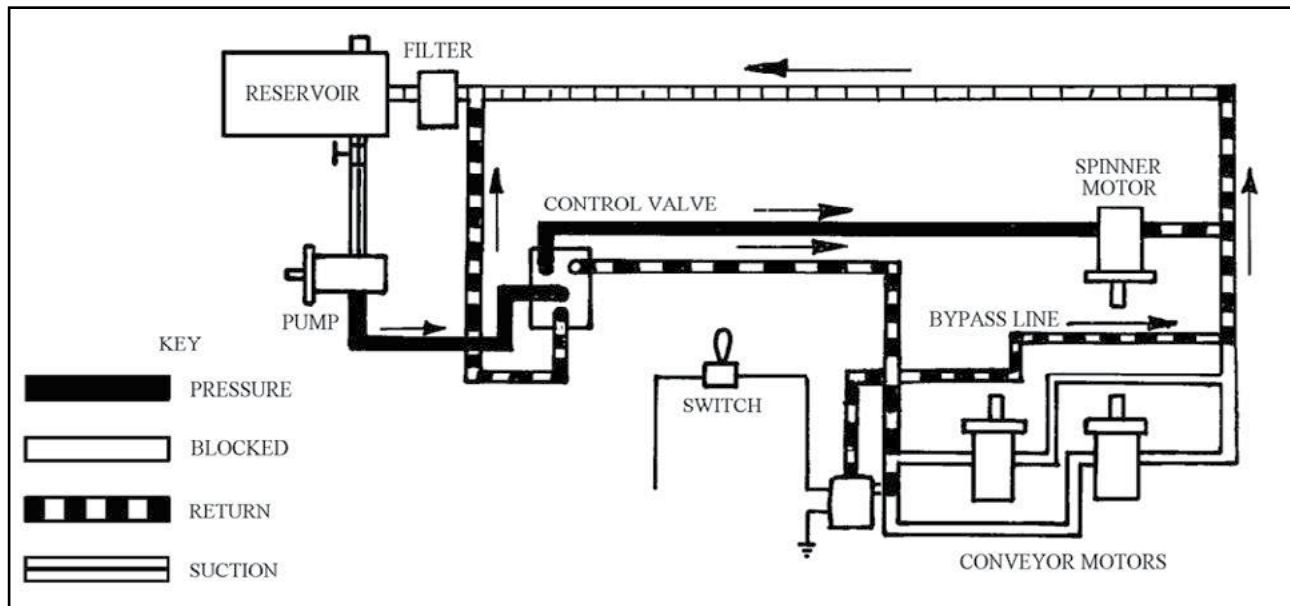 FILTER
RESERVOIR
SPINNER
MOTOR
CONTROL VALVE
PUMP
BYPASS LINE
KEY
PRESSURE
SWITCH
BLOCKED
RETURN
CONVEYOR MOTORS
SUCTION